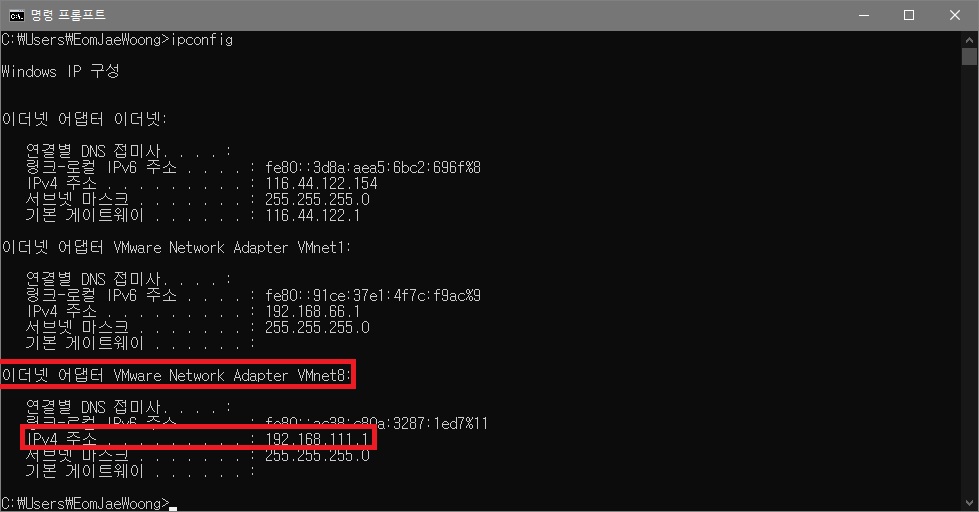 명령 프롬프트
C:₩Users₩EomJaeWoong>ipconfig
Windows IP 구성
이더넷 어댑터 이더넷:
연결별 DNS 접미사. . . . :
링크-로컬 IPv6 주소 . . . . : fe80::3d8a:aea5:6bc2:696f%8
IPv4 주소 . . . . . . . . . : 116.44.122.154
서브넷 마스크 . . . . . . . : 255.255.255.0
기본 게이트웨이 . . . . . . : 116.44.122.1
이더넷 어댑터 VMware Network Adapter VMnet1:
연결별 DNS 접미사. . . . :
링크-로컬 IPv6 주소 . . . . : fe80::91ce:37e1:4f7c:f9ac%9
IPv4 주소 . . . . . . . . . : 192.168.66.1
서브넷 마스크 . . . . . . . : 255.255.255.0
기본 게이트웨이 . . . . . . :
이더넷 어댑터 VMware Network Adapter VMnet8:
연결별 DNS 접미사. . . . :
링크-로컬 IPv6 주소 . . . . : fe80::ac38:c80a:3287:1ed7%11
IPv4 주소 . . . . . . . . . : 192.168.111.1
서브넷 마스크 . . . . . . . : 255.255.255.0
기본 게이트웨이 . . . . . . :
C:₩Users₩EomJaeWoong>